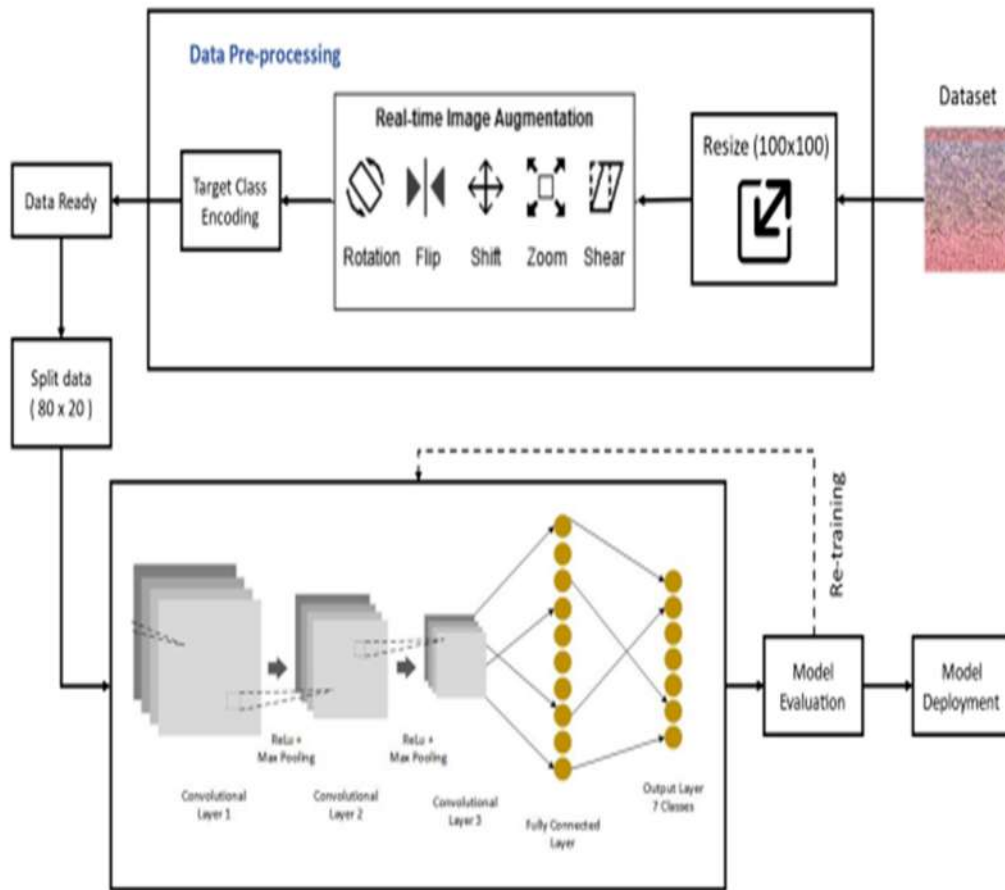 Data Pre-processing
Dataset
Real-time Image Augmentation
Rotation Flip Shift Zoom Shear
Resize (100x100)
Target Class
Encoding
Data Ready
Split data
( 80 x 20 )
Re-training
ReLu +
Max Pooling
ReLu +
Max Pooling
Convolutional
Layer 1
Convolutional
Layer 2
Convolutional
Layer 3
Fully Connected
Layer
Output Layer
7 Classes
Model
Evaluation
Model
Deployment